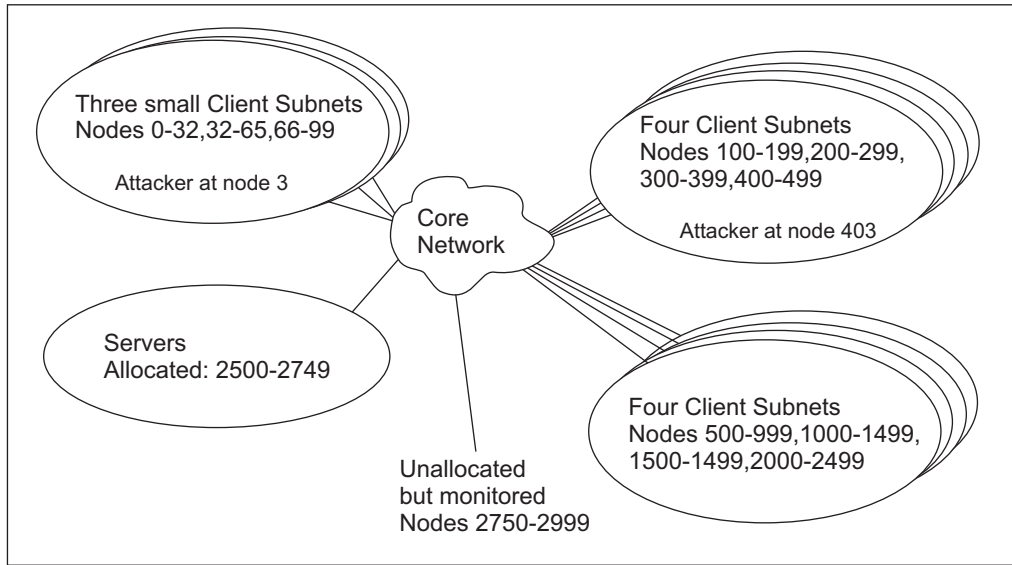 Three small Client Subnets
Nodes 0-32,32-65,66-99
Attacker at node 3
Four Client Subnets
Nodes 100-199,200-299,
300-399,400-499
Attacker at node 403
Core
Network
Servers
Allocated: 2500-2749
Four Client Subnets
Nodes 500-999,1000-1499,
1500-1499,2000-2499
Unallocated
but monitored
Nodes 2750-2999